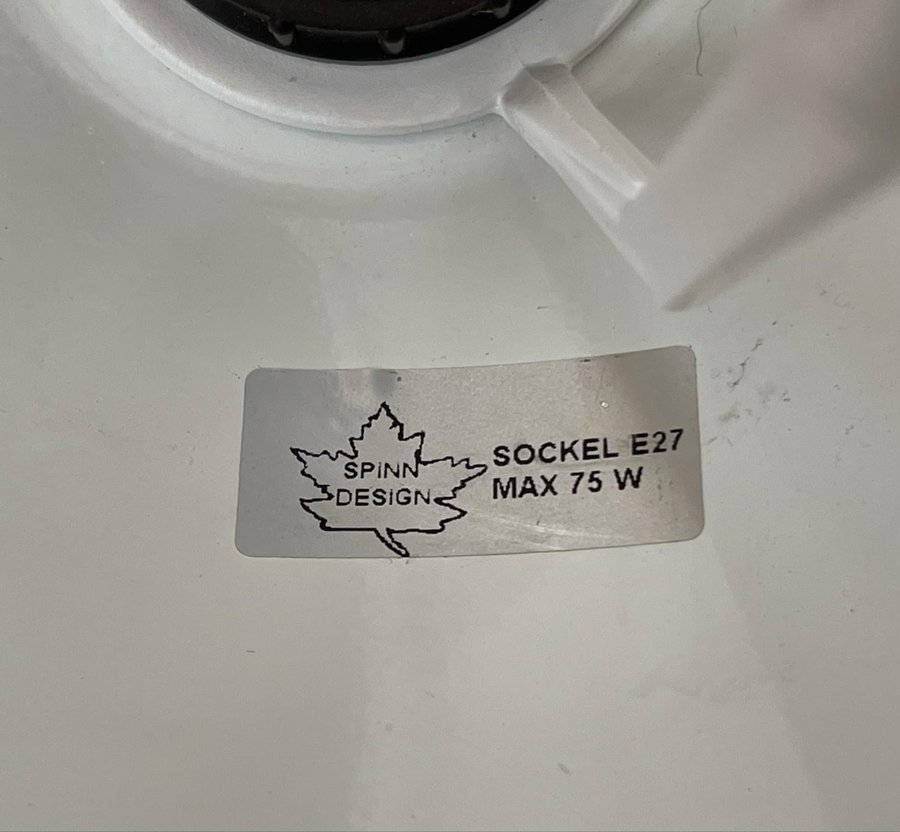 SPiNN
DESiGN
SOCKEL E27
MAX 75 W